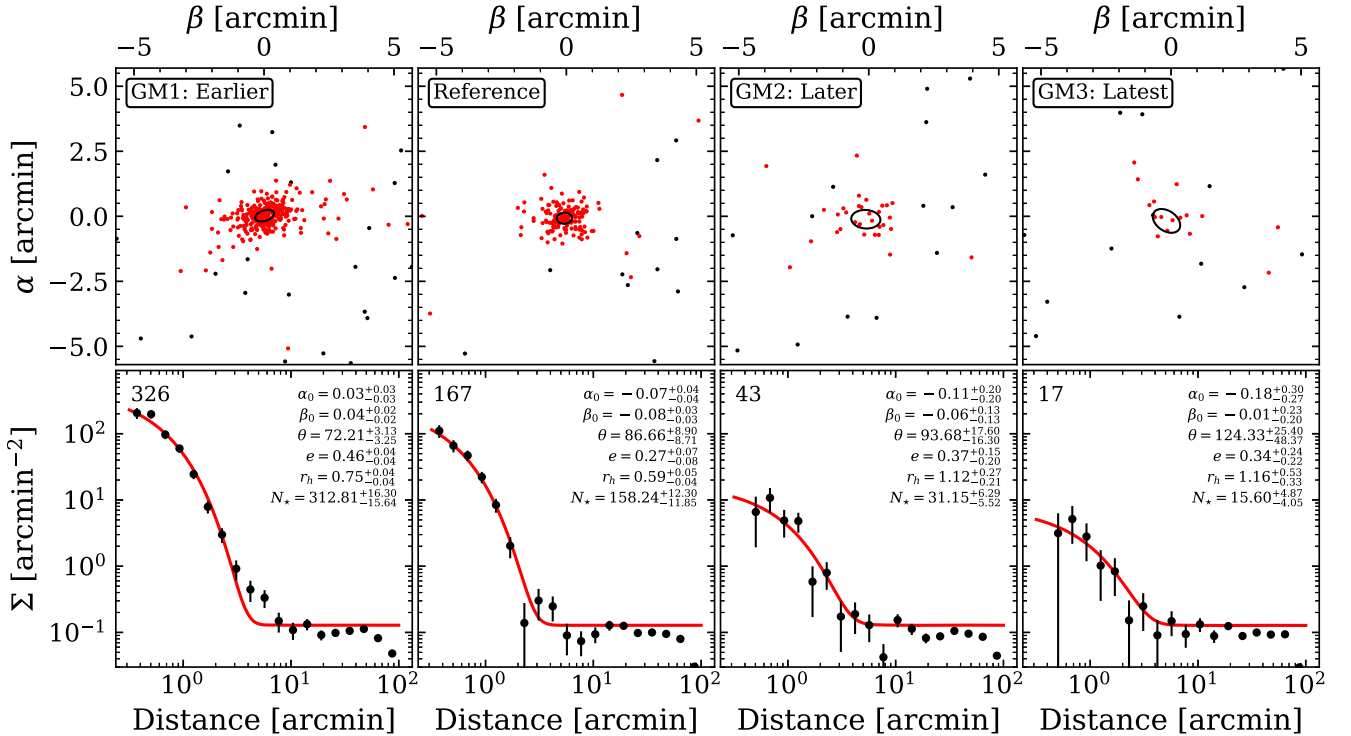 β [arcmin] β [arcmin] β [arcmin] β [arcmin]
−5 0 5 −5 0 5 −5 0 5 −5 0 5
GM1: Earlier Reference GM2: Later GM3: Latest
α [arcmin]
5.0
2.5
0.0
−2.5
−5.0
326
α₀ = 0.03^{+0.03}_{−0.03}
β₀ = 0.04^{+0.02}_{−0.02}
θ = 72.21^{+3.13}_{−3.25}
e = 0.46^{+0.04}_{−0.04}
r_h = 0.75^{+0.04}_{−0.04}
N⋆ = 312.81^{+16.30}_{−15.64}
167
α₀ = −0.07^{+0.04}_{−0.04}
β₀ = −0.08^{+0.03}_{−0.03}
θ = 86.66^{+8.90}_{−8.71}
e = 0.27^{+0.07}_{−0.08}
r_h = 0.59^{+0.05}_{−0.04}
N⋆ = 158.24^{+12.30}_{−11.85}
43
α₀ = −0.11^{+0.20}_{−0.20}
β₀ = −0.06^{+0.13}_{−0.13}
θ = 93.68^{+17.60}_{−16.30}
e = 0.37^{+0.15}_{−0.20}
r_h = 1.12^{+0.27}_{−0.21}
N⋆ = 31.15^{+6.29}_{−5.52}
17
α₀ = −0.18^{+0.30}_{−0.27}
β₀ = −0.01^{+0.23}_{−0.20}
θ = 124.33^{+25.40}_{−48.37}
e = 0.34^{+0.24}_{−0.22}
r_h = 1.16^{+0.53}_{−0.33}
N⋆ = 15.60^{+4.87}_{−4.05}
Σ [arcmin⁻²]
10²
10¹
10⁰
10⁻¹
10⁰ 10¹ 10² 10⁰ 10¹ 10² 10⁰ 10¹ 10² 10⁰ 10¹ 10²
Distance [arcmin] Distance [arcmin] Distance [arcmin] Distance [arcmin]